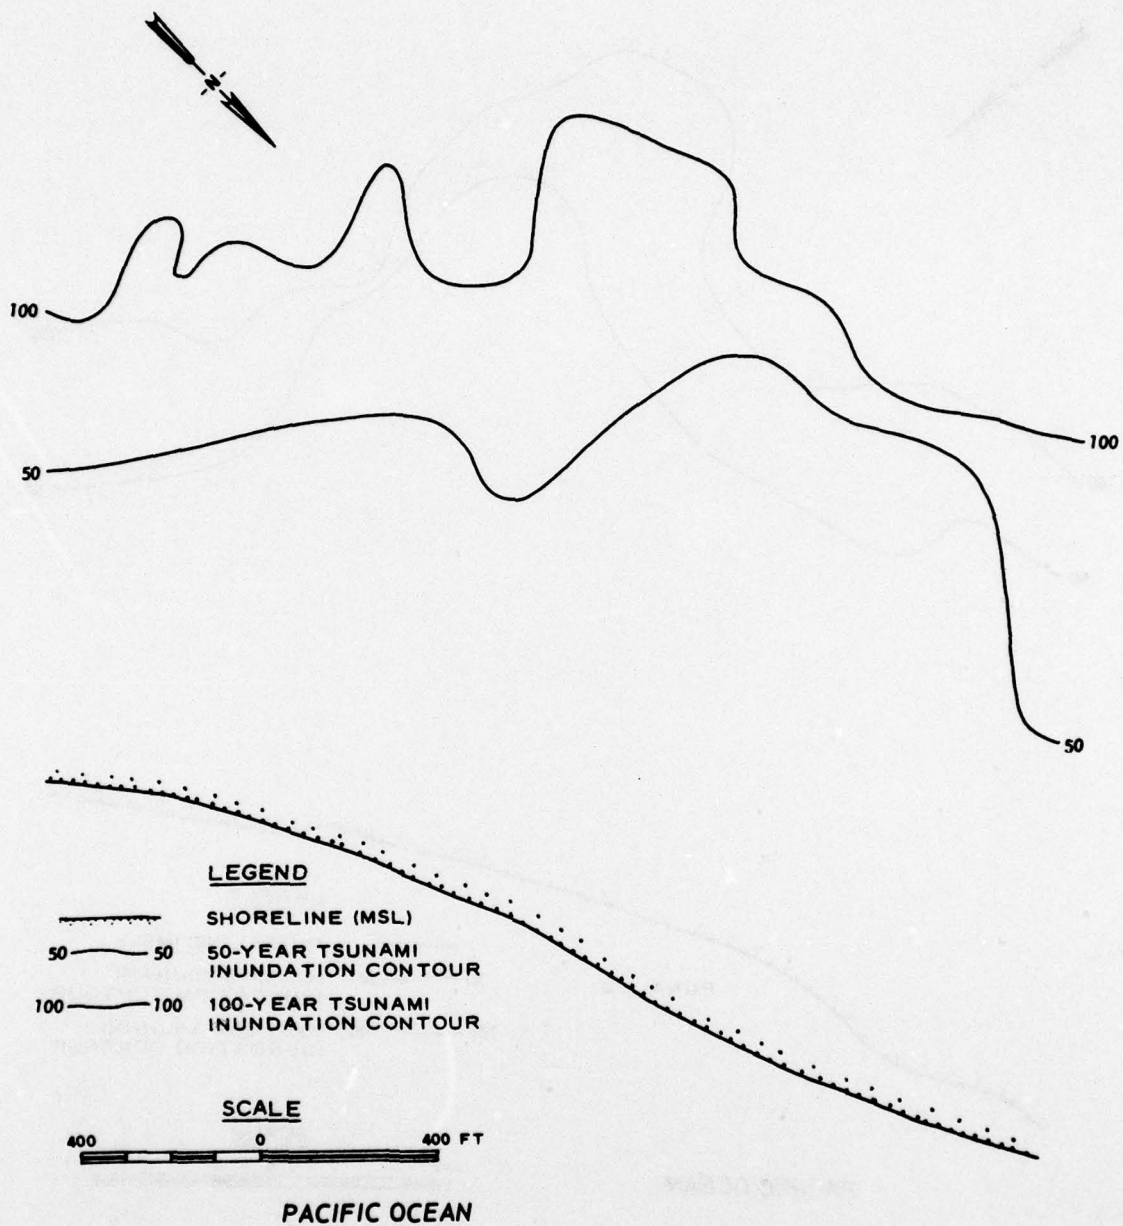 N
100
100
50
50
LEGEND
SHORELINE (MSL)
50 50 50-YEAR TSUNAMI
INUNDATION CONTOUR
100 100 100-YEAR TSUNAMI
INUNDATION CONTOUR
SCALE
400 0 400 FT
PACIFIC OCEAN